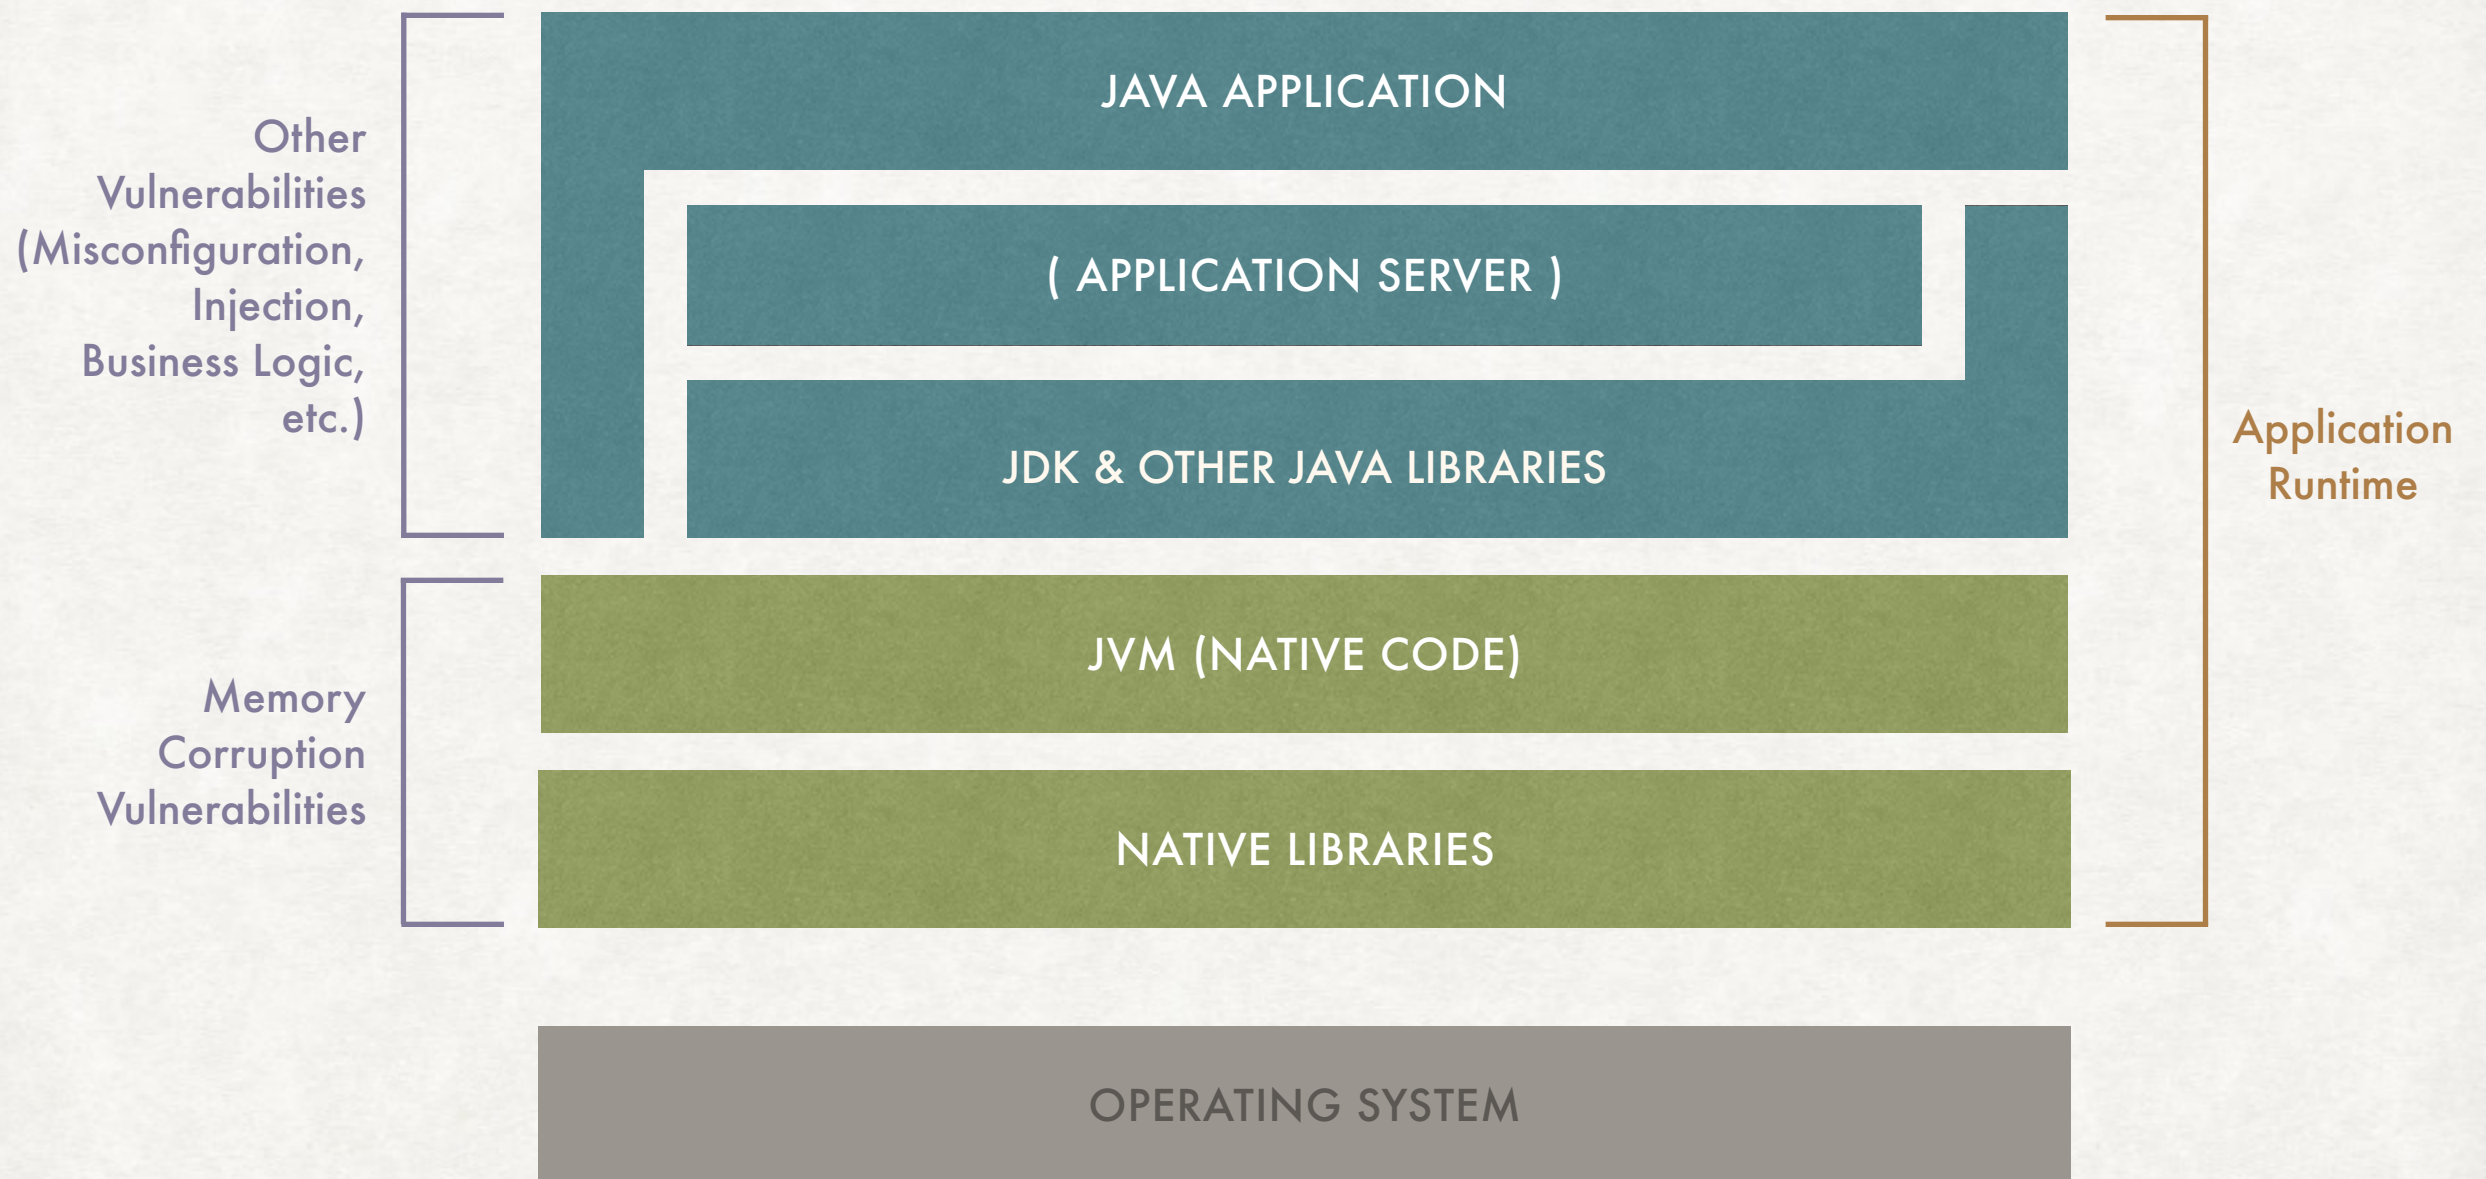 JAVA APPLICATION
Other
Vulnerabilities
(Misconfiguration,
Injection,
Business Logic,
etc.)
( APPLICATION SERVER )
JDK & OTHER JAVA LIBRARIES
Application
Runtime
JVM (NATIVE CODE)
Memory
Corruption
Vulnerabilities
NATIVE LIBRARIES
OPERATING SYSTEM